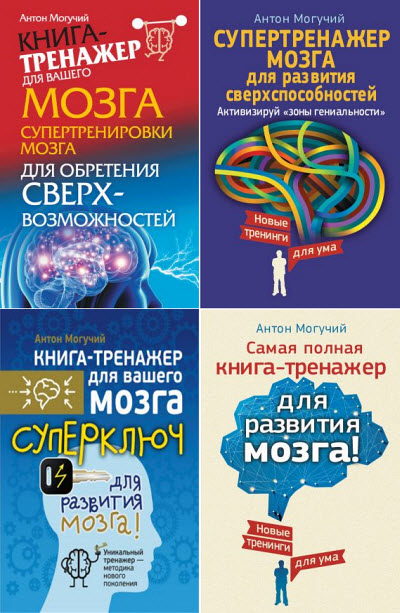 Антон Могучий
КНИГА-
ТРЕНАЖЕР
ДЛЯ ВАШЕГО
МОЗГА
СУПЕРТРЕНИРОВКИ
МОЗГА
ДЛЯ ОБРЕТЕНИЯ
СВЕРХ-
ВОЗМОЖНОСТЕЙ
Антон Могучий
СУПЕРТРЕНАЖЕР
МОЗГА
для развития
сверхспособностей
Активизируй «зоны гениальности»
Новые
тренинги
для ума
Антон Могучий
КНИГА-ТРЕНАЖЕР
для вашего
мозга
СУПЕРКЛЮЧ
для
развития
мозга!
Уникальный
тренажер —
методика
нового
поколения
Антон Могучий
Самая полная
книга-тренажер
для
развития
мозга!
Новые
тренинги
для ума